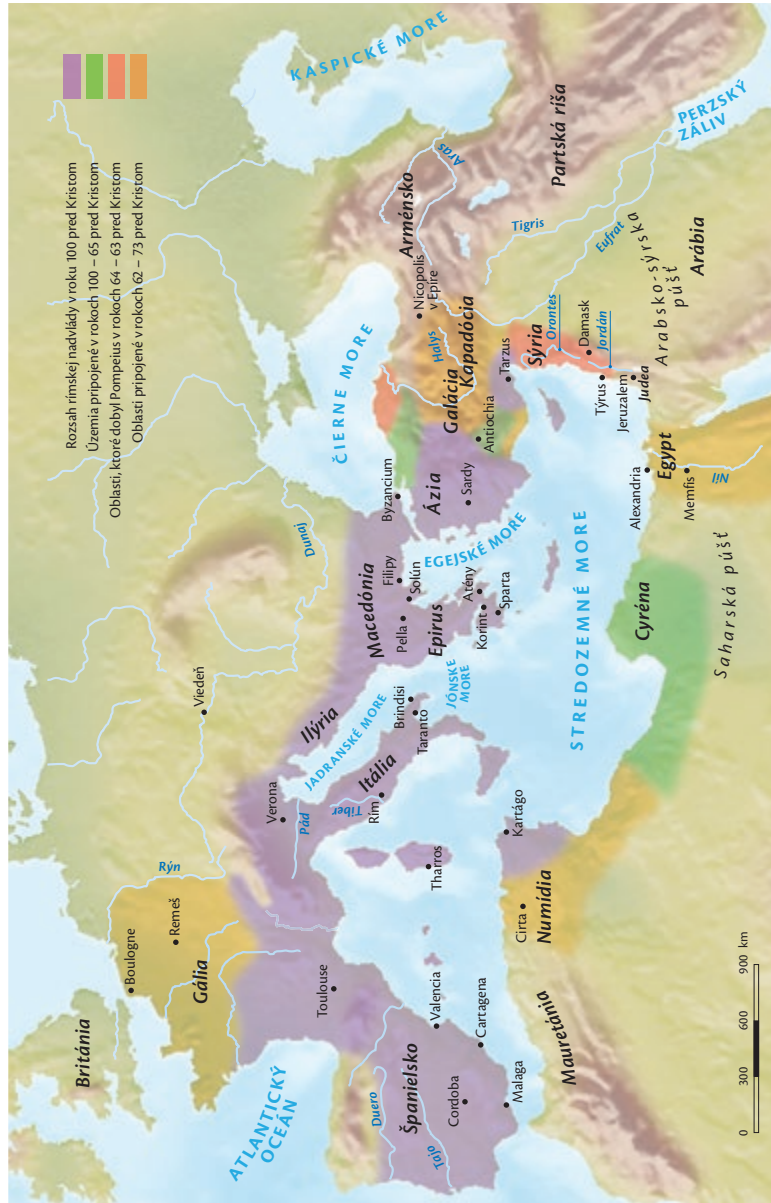 Rozsah rímskej nadvlády v roku 100 pred Kristom
Územia pripojené v rokoch 100 – 65 pred Kristom
Oblasti, ktoré dobyl Pompeius v rokoch 64 – 63 pred Kristom
Oblasti pripojené v rokoch 62 – 73 pred Kristom
Británia
ATLANTICKÝ
OCEÁN
Boulogne
Remeš
Gália
Rýn
Viedeň
Dunaj
Toulouse
Verona
Pád
Tiber
Rím
Itália
Ilýria
JADRANSKÉ MORE
Brindisi
Taranto
JÓNSKE
MORE
Macedónia
Filipy
Solún
Pella
Epirus
Atény
Korint
Sparta
EGEJSKÉ MORE
Byzancium
ČIERNE MORE
KASPICKÉ MORE
Ázia
Sardy
Antiochia
Galácia
Kapadócia
Halys
Nicopolis
v Epire
Arménsko
Aras
Tarzus
Sýria
Orontes
Damask
Jordán
Týrus
Jeruzalem
Judea
Tigris
Eufrat
Partská ríša
PERZSKÝ
ZÁLIV
Arabsko-sýrska
púšť
Arábia
Duero
Španielsko
Tajo
Cordoba
Malaga
Valencia
Cartagena
Tharros
Kartágo
Cirta
Numídia
Mauretánia
STREDOZEMNÉ MORE
Cyréna
Saharská púšť
Alexandria
Egypt
Memfis
Níl
0 300 600 900 km